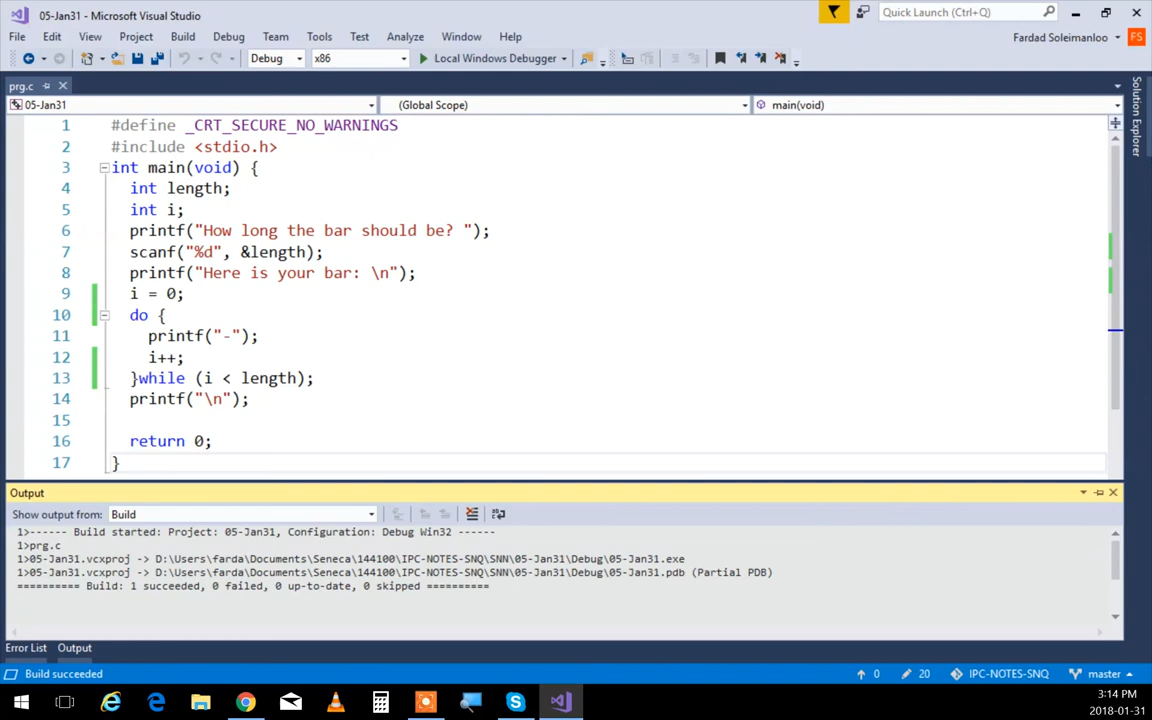 05-Jan31 - Microsoft Visual Studio
Quick Launch (Ctrl+Q)
File Edit View Project Build Debug Team Tools Test Analyze Window Help
Fardad Soleimanloo FS
Debug x86 Local Windows Debugger
prg.c
05-Jan31 (Global Scope) main(void)
1 #define _CRT_SECURE_NO_WARNINGS
2 #include <stdio.h>
3 int main(void) {
4 int length;
5 int i;
6 printf("How long the bar should be? ");
7 scanf("%d", &length);
8 printf("Here is your bar: \n");
9 i = 0;
10 do {
11 printf("-");
12 i++;
13 }while (i < length);
14 printf("\n");
15
16 return 0;
17 }
Solution Explorer
Output
Show output from: Build
1>------ Build started: Project: 05-Jan31, Configuration: Debug Win32 ------
1>prg.c
1>05-Jan31.vcxproj -> D:\Users\farda\Documents\Seneca\144100\IPC-NOTES-SNQ\SNN\05-Jan31\Debug\05-Jan31.exe
1>05-Jan31.vcxproj -> D:\Users\farda\Documents\Seneca\144100\IPC-NOTES-SNQ\SNN\05-Jan31\Debug\05-Jan31.pdb (Partial PDB)
========== Build: 1 succeeded, 0 failed, 0 up-to-date, 0 skipped ==========
Error List Output
Build succeeded 0 20 IPC-NOTES-SNQ master
3:14 PM
2018-01-31